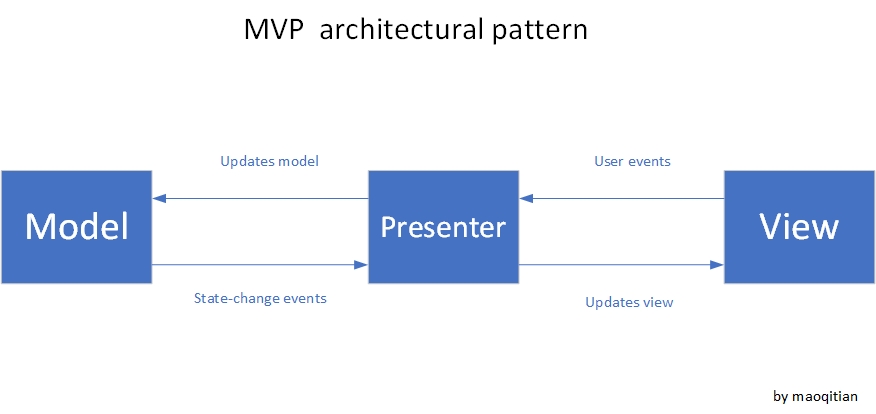 MVP  architectural pattern
Updates model
User events
Model
Presenter
View
State-change events
Updates view
by maoqitian